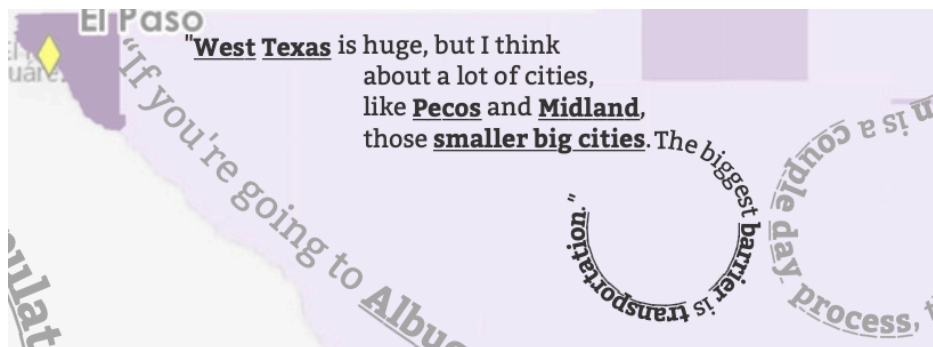 El Paso
"West Texas is huge, but I think
about a lot of cities,
like Pecos and Midland,
those smaller big cities. The biggest barrier is transportation."
"If you're going to Albu
is a couple day process,